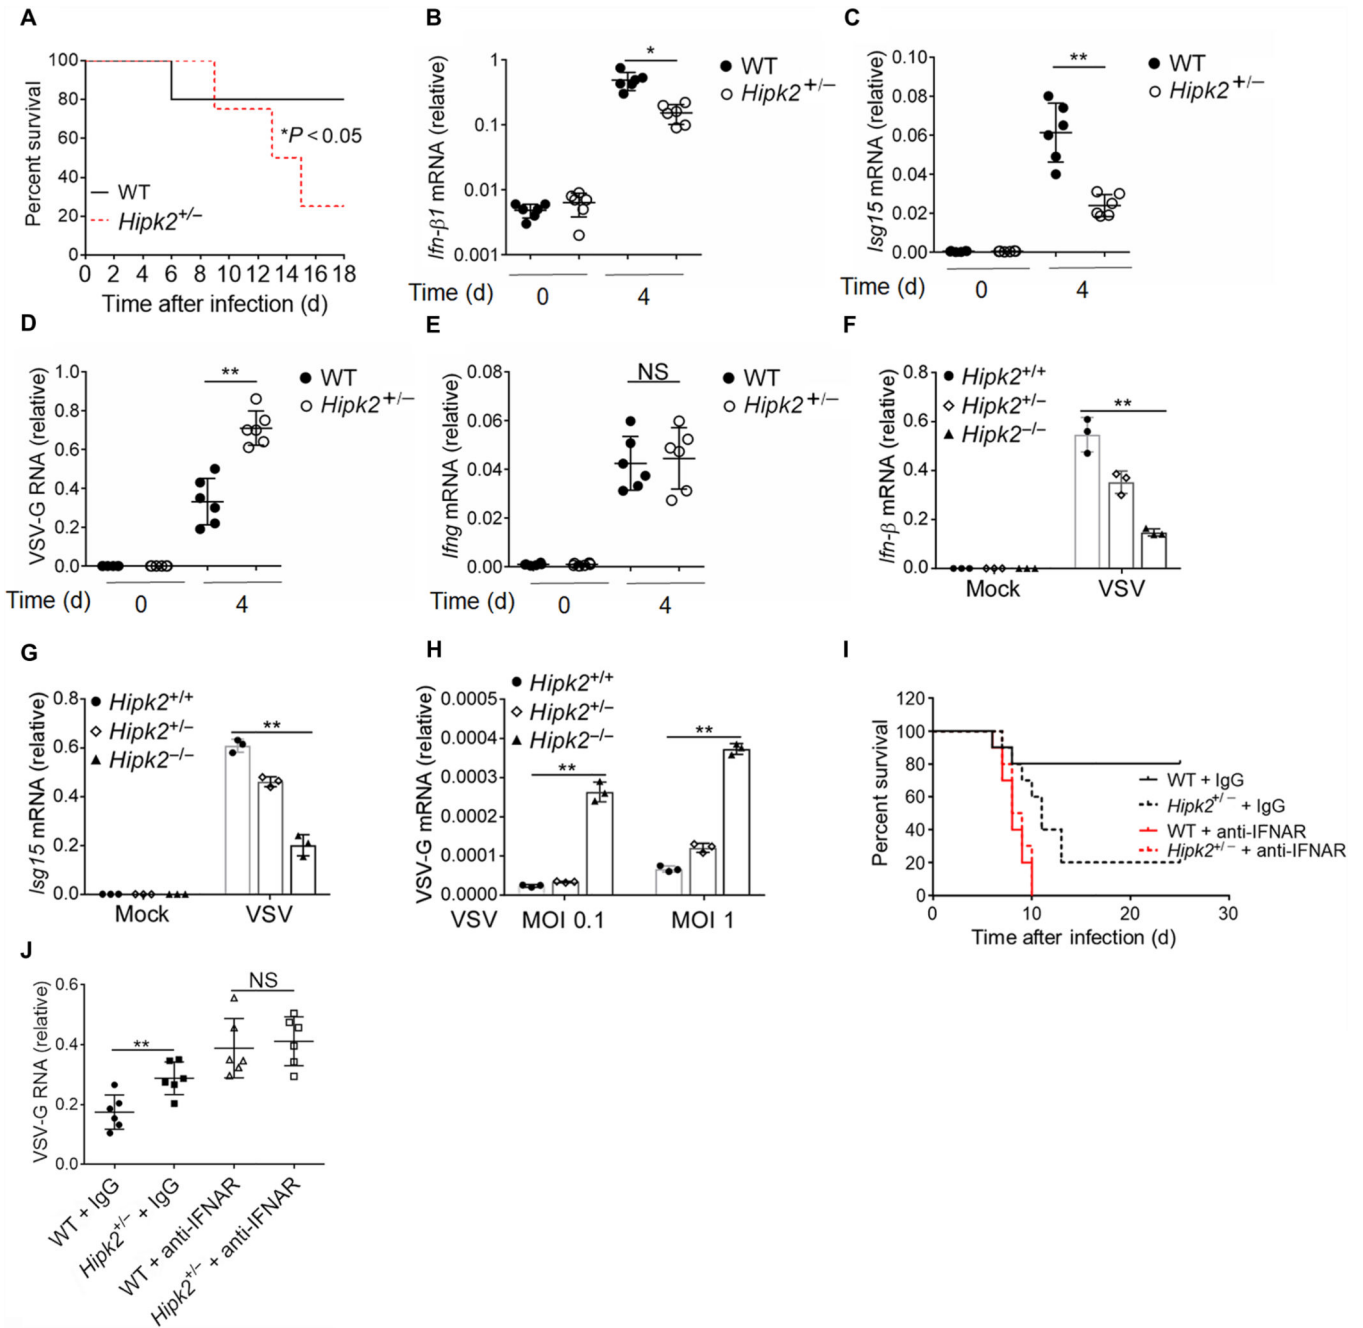 A
Percent survival
100
80
60
40
20
0
*P < 0.05
WT
Hipk2+/−
0 2 4 6 8 10 12 14 16 18
Time after infection (d)
B
Ifn-β1 mRNA (relative)
1
0.1
0.01
0.001
*
WT
Hipk2+/−
Time (d) 0 4
C
Isg15 mRNA (relative)
0.10
0.08
0.06
0.04
0.02
0.00
**
WT
Hipk2+/−
Time (d) 0 4
D
VSV-G RNA (relative)
1.0
0.8
0.6
0.4
0.2
0.0
**
WT
Hipk2+/−
Time (d) 0 4
E
Ifng mRNA (relative)
0.08
0.06
0.04
0.02
0.00
NS
WT
Hipk2+/−
Time (d) 0 4
F
Ifn-β mRNA (relative)
0.8
0.6
0.4
0.2
0.0
Hipk2+/+
Hipk2+/−
Hipk2−/−
**
Mock VSV
G
Isg15 mRNA (relative)
0.8
0.6
0.4
0.2
0.0
Hipk2+/+
Hipk2+/−
Hipk2−/−
**
Mock VSV
H
VSV-G mRNA (relative)
0.0005
0.0004
0.0003
0.0002
0.0001
0.0000
Hipk2+/+
Hipk2+/−
Hipk2−/−
**
**
VSV MOI 0.1 MOI 1
I
Percent survival
120
100
80
60
40
20
0
WT + IgG
Hipk2+/− + IgG
WT + anti-IFNAR
Hipk2+/− + anti-IFNAR
0 10 20 30
Time after infection (d)
J
VSV-G RNA (relative)
0.6
0.4
0.2
0.0
**
NS
WT + IgG
Hipk2+/− + IgG
WT + anti-IFNAR
Hipk2+/− + anti-IFNAR